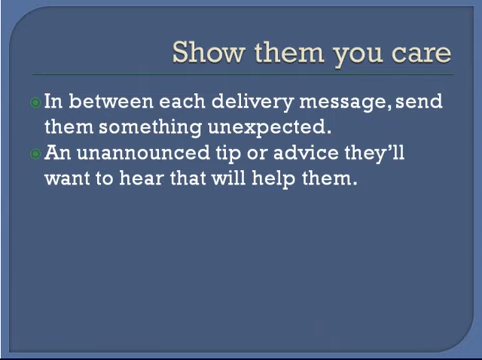 Show them you care
In between each delivery message, send
them something unexpected.
An unannounced tip or advice they'll
want to hear that will help them.